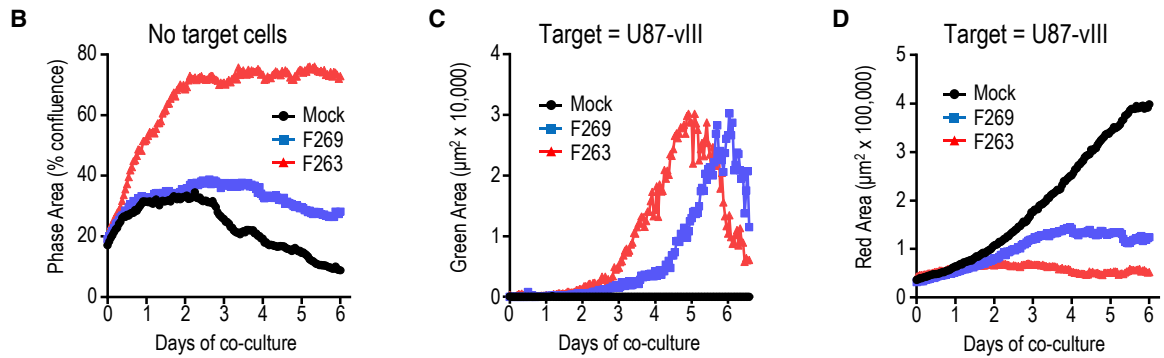 B
No target cells
Phase Area (% confluence)
80
60
40
20
0
Mock
F269
F263
0 1 2 3 4 5 6
Days of co-culture
C
Target = U87-vIII
Green Area (µm² x 10,000)
4
3
2
1
0
Mock
F269
F263
0 1 2 3 4 5 6
Days of co-culture
D
Target = U87-vIII
Red Area (µm² x 100,000)
5
4
3
2
1
0
Mock
F269
F263
0 1 2 3 4 5 6
Days of co-culture